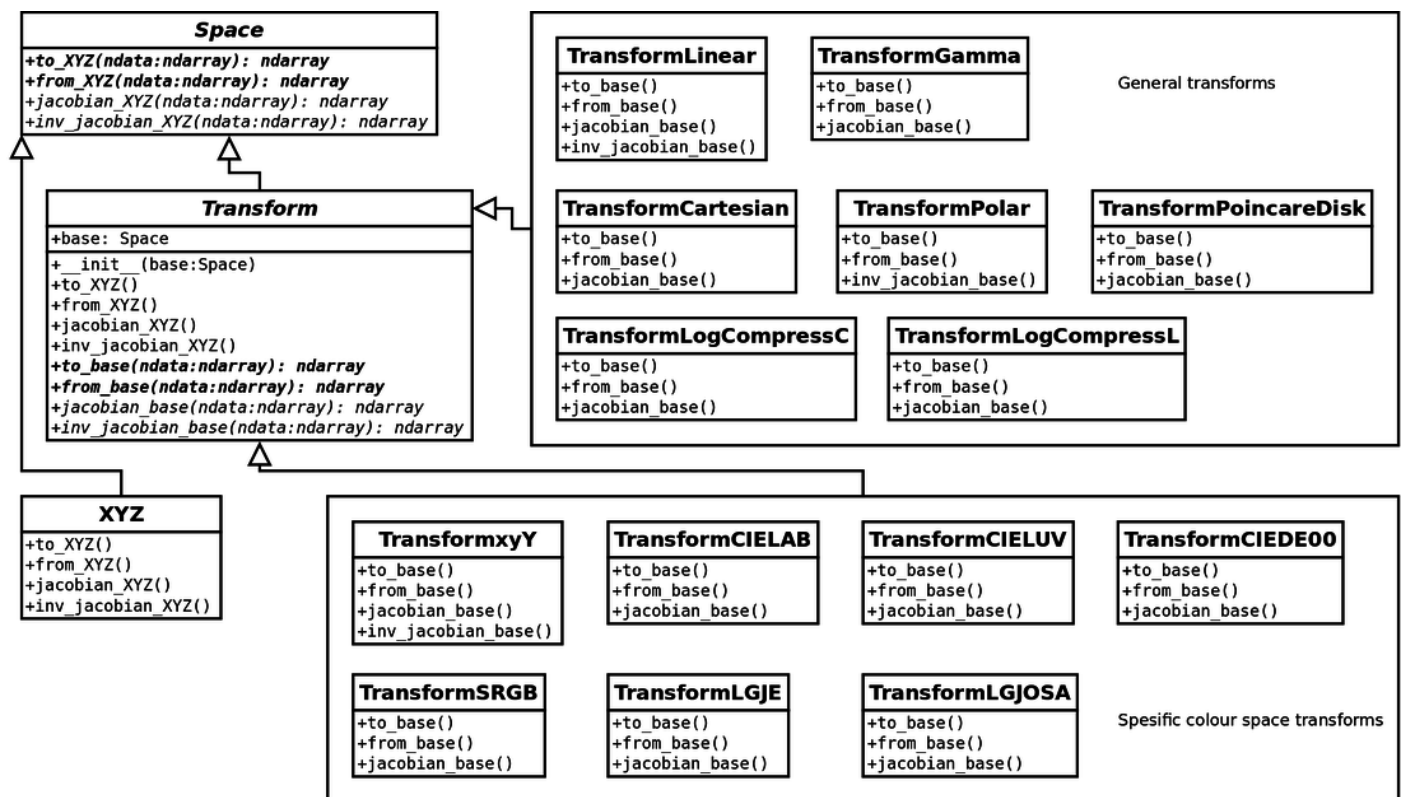 Space
+to_XYZ(ndata:ndarray): ndarray
+from_XYZ(ndata:ndarray): ndarray
+jacobian_XYZ(ndata:ndarray): ndarray
+inv_jacobian_XYZ(ndata:ndarray): ndarray
Transform
+base: Space
+__init__(base:Space)
+to_XYZ()
+from_XYZ()
+jacobian_XYZ()
+inv_jacobian_XYZ()
+to_base(ndata:ndarray): ndarray
+from_base(ndata:ndarray): ndarray
+jacobian_base(ndata:ndarray): ndarray
+inv_jacobian_base(ndata:ndarray): ndarray
XYZ
+to_XYZ()
+from_XYZ()
+jacobian_XYZ()
+inv_jacobian_XYZ()
TransformLinear
+to_base()
+from_base()
+jacobian_base()
+inv_jacobian_base()
TransformGamma
+to_base()
+from_base()
+jacobian_base()
General transforms
TransformCartesian
+to_base()
+from_base()
+jacobian_base()
TransformPolar
+to_base()
+from_base()
+inv_jacobian_base()
TransformPoincareDisk
+to_base()
+from_base()
+jacobian_base()
TransformLogCompressC
+to_base()
+from_base()
+jacobian_base()
TransformLogCompressL
+to_base()
+from_base()
+jacobian_base()
TransformxyY
+to_base()
+from_base()
+jacobian_base()
+inv_jacobian_base()
TransformCIELAB
+to_base()
+from_base()
+jacobian_base()
TransformCIELUV
+to_base()
+from_base()
+jacobian_base()
TransformCIEDE00
+to_base()
+from_base()
+jacobian_base()
TransformSRGB
+to_base()
+from_base()
+jacobian_base()
TransformLGJE
+to_base()
+from_base()
+jacobian_base()
TransformLGJOSA
+to_base()
+from_base()
+jacobian_base()
Spesific colour space transforms